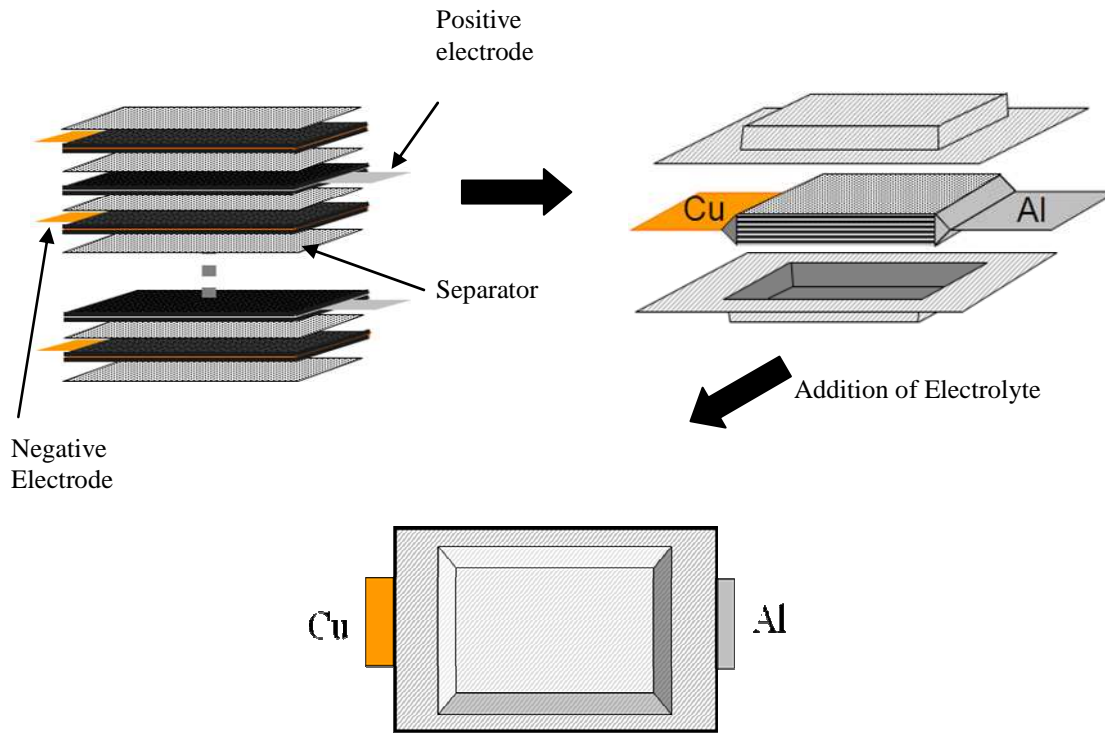 Positive
electrode
Cu
Al
Separator
Addition of Electrolyte
Negative
Electrode
Cu
Al